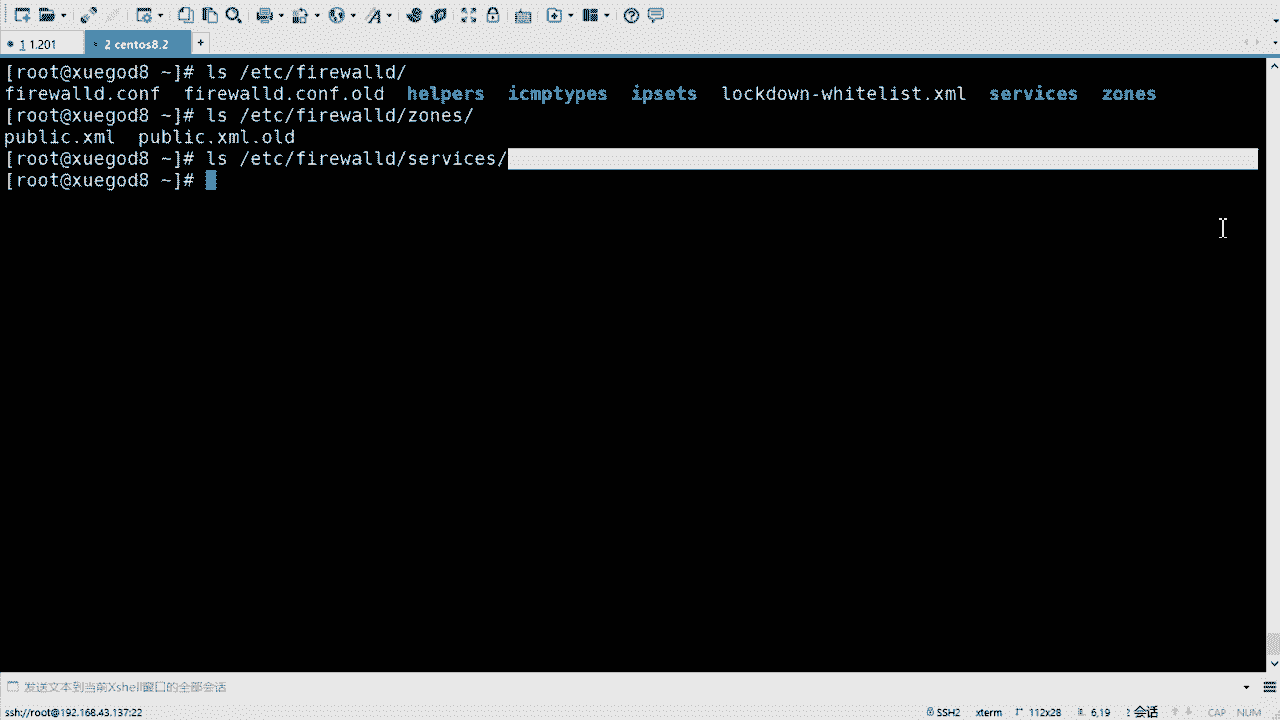 1 1.201
2 centos8.2
+
[root@xuegod8 ~]# ls /etc/firewalld/
firewalld.conf firewalld.conf.old helpers icmptypes ipsets lockdown-whitelist.xml services zones
[root@xuegod8 ~]# ls /etc/firewalld/zones/
public.xml public.xml.old
[root@xuegod8 ~]# ls /etc/firewalld/services/
[root@xuegod8 ~]#
发送文本到当前Xshell窗口的全部会话
ssh://root@192.168.43.137:22 SSH2 xterm 112x28 6,19 2 会话 CAP NUM